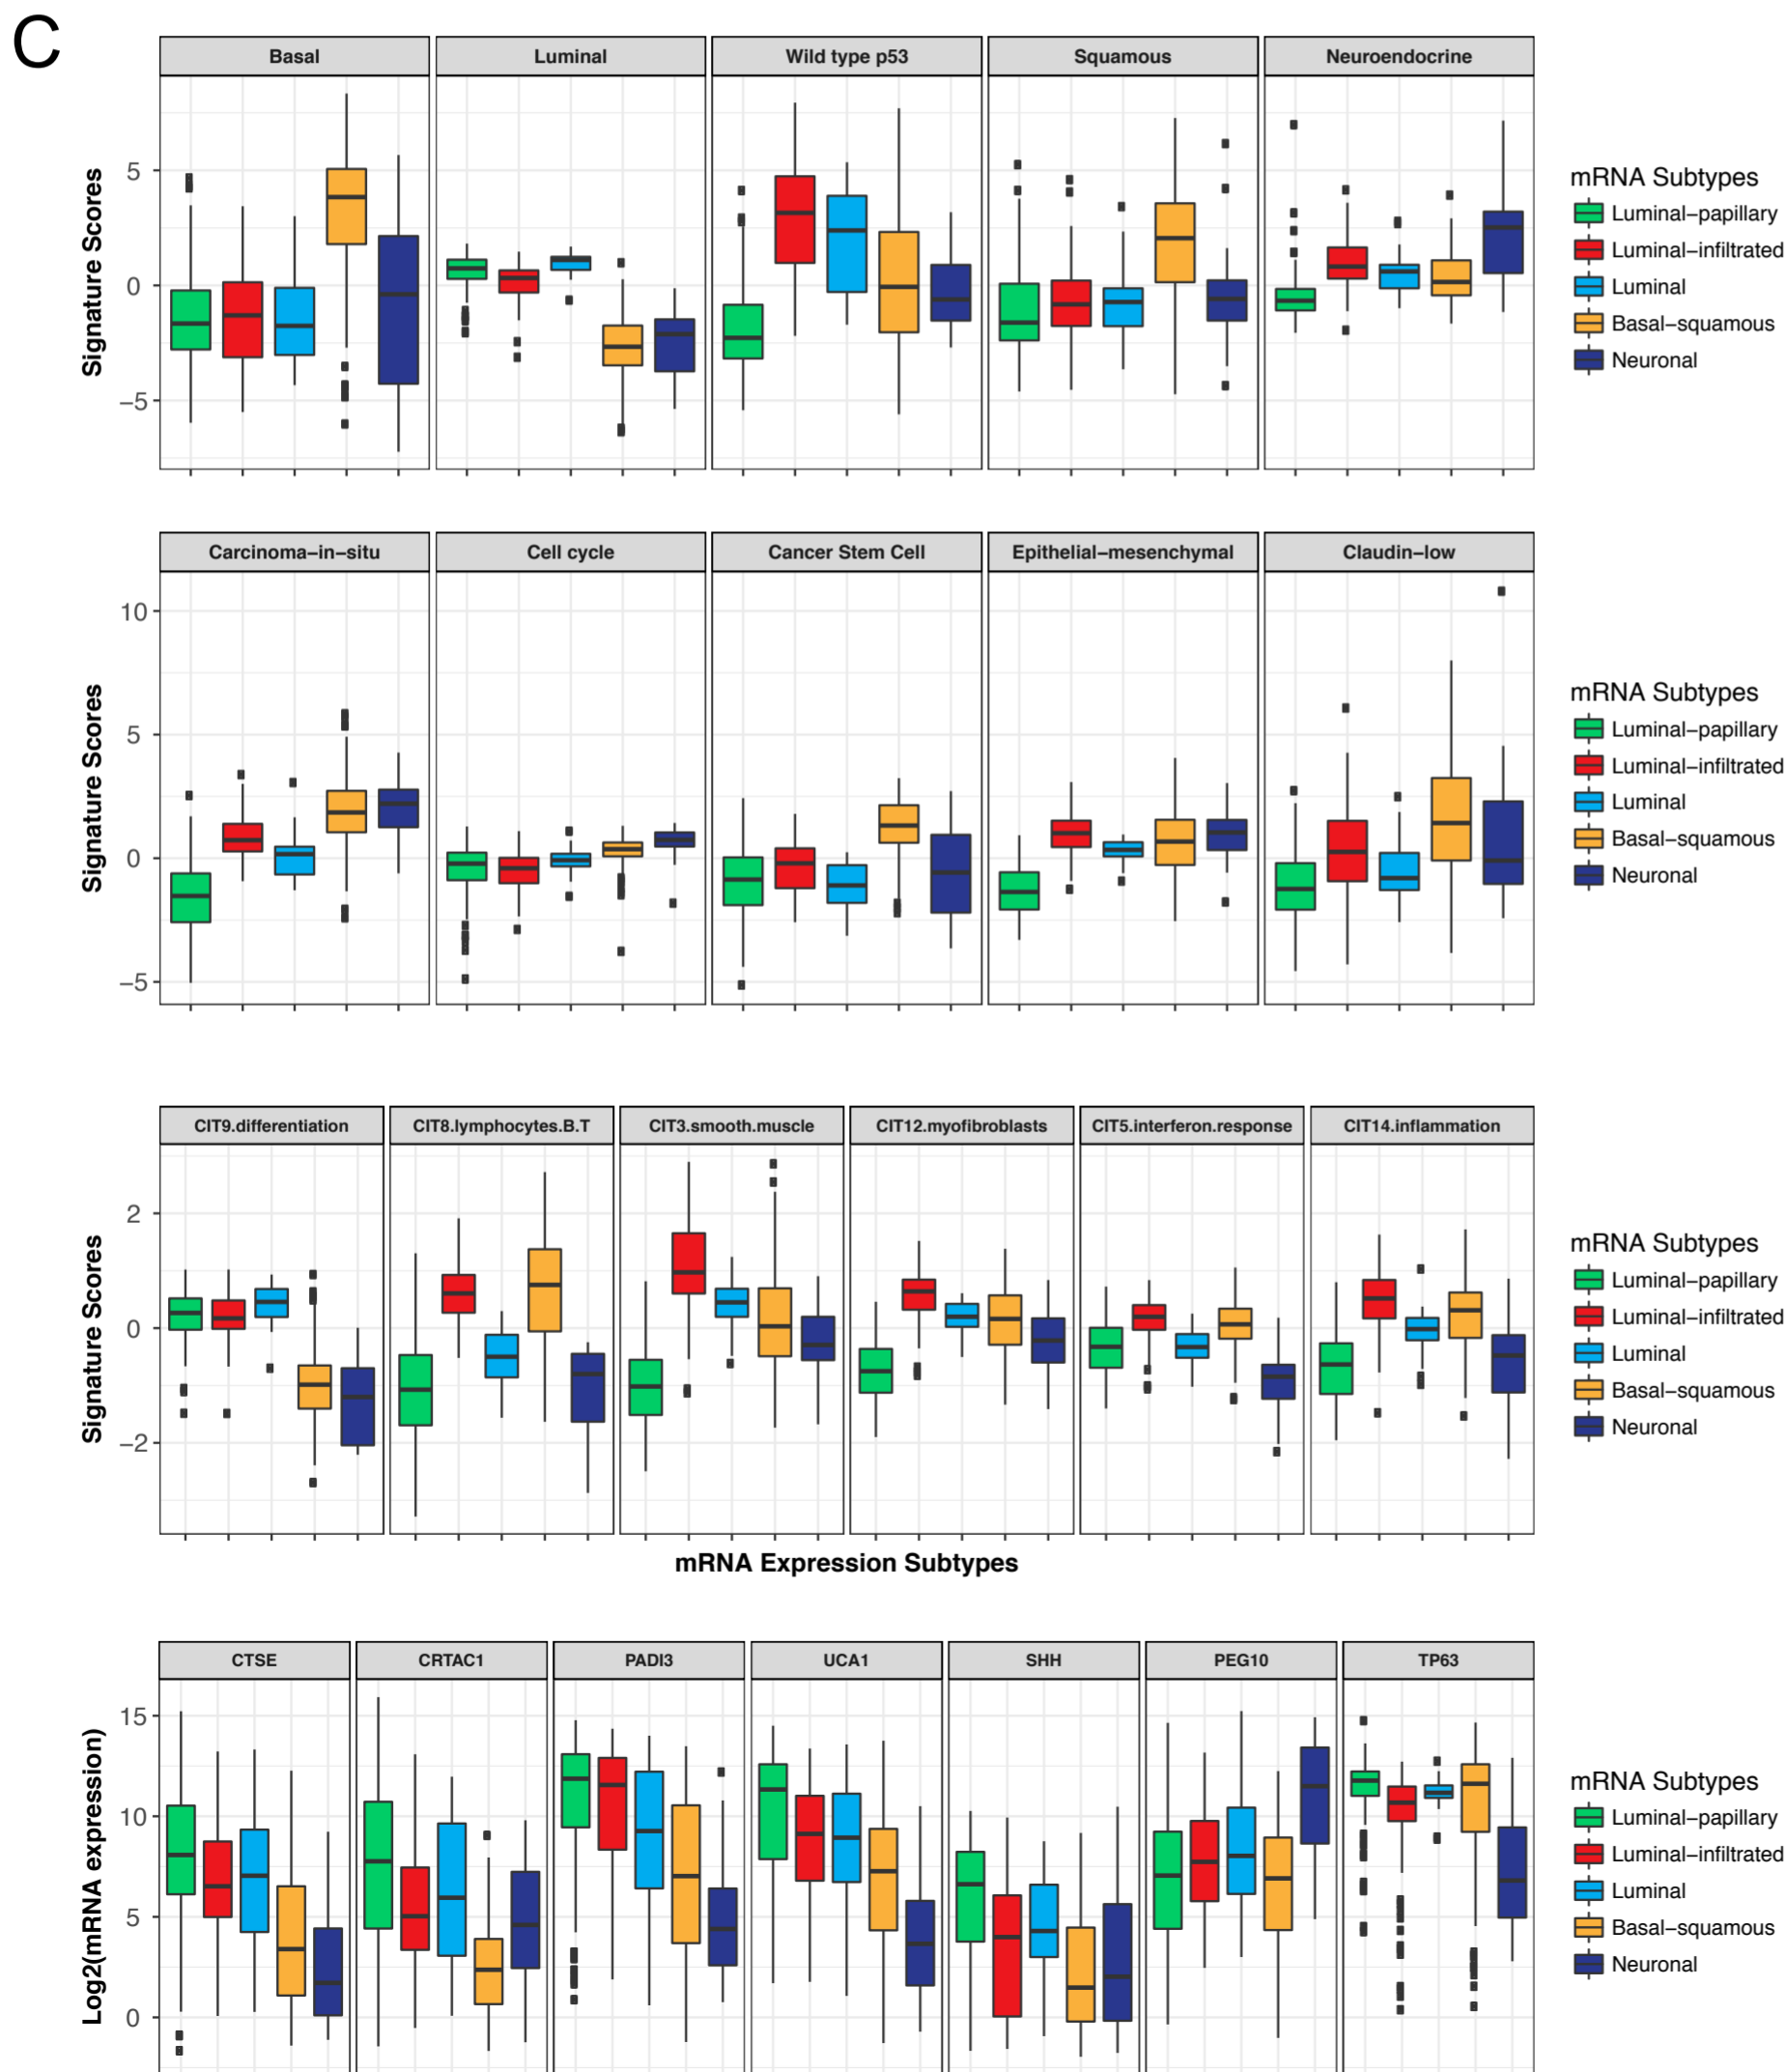 C
Basal Luminal Wild type p53 Squamous Neuroendocrine
Signature Scores
5
0
−5
mRNA Subtypes
Luminal−papillary
Luminal−infiltrated
Luminal
Basal−squamous
Neuronal
Carcinoma−in−situ Cell cycle Cancer Stem Cell Epithelial−mesenchymal Claudin−low
Signature Scores
10
5
0
−5
mRNA Subtypes
Luminal−papillary
Luminal−infiltrated
Luminal
Basal−squamous
Neuronal
CIT9.differentiation CIT8.lymphocytes.B.T CIT3.smooth.muscle CIT12.myofibroblasts CIT5.interferon.response CIT14.inflammation
Signature Scores
2
0
−2
mRNA Subtypes
Luminal−papillary
Luminal−infiltrated
Luminal
Basal−squamous
Neuronal
mRNA Expression Subtypes
CTSE CRTAC1 PADI3 UCA1 SHH PEG10 TP63
Log2(mRNA expression)
15
10
5
0
mRNA Subtypes
Luminal−papillary
Luminal−infiltrated
Luminal
Basal−squamous
Neuronal